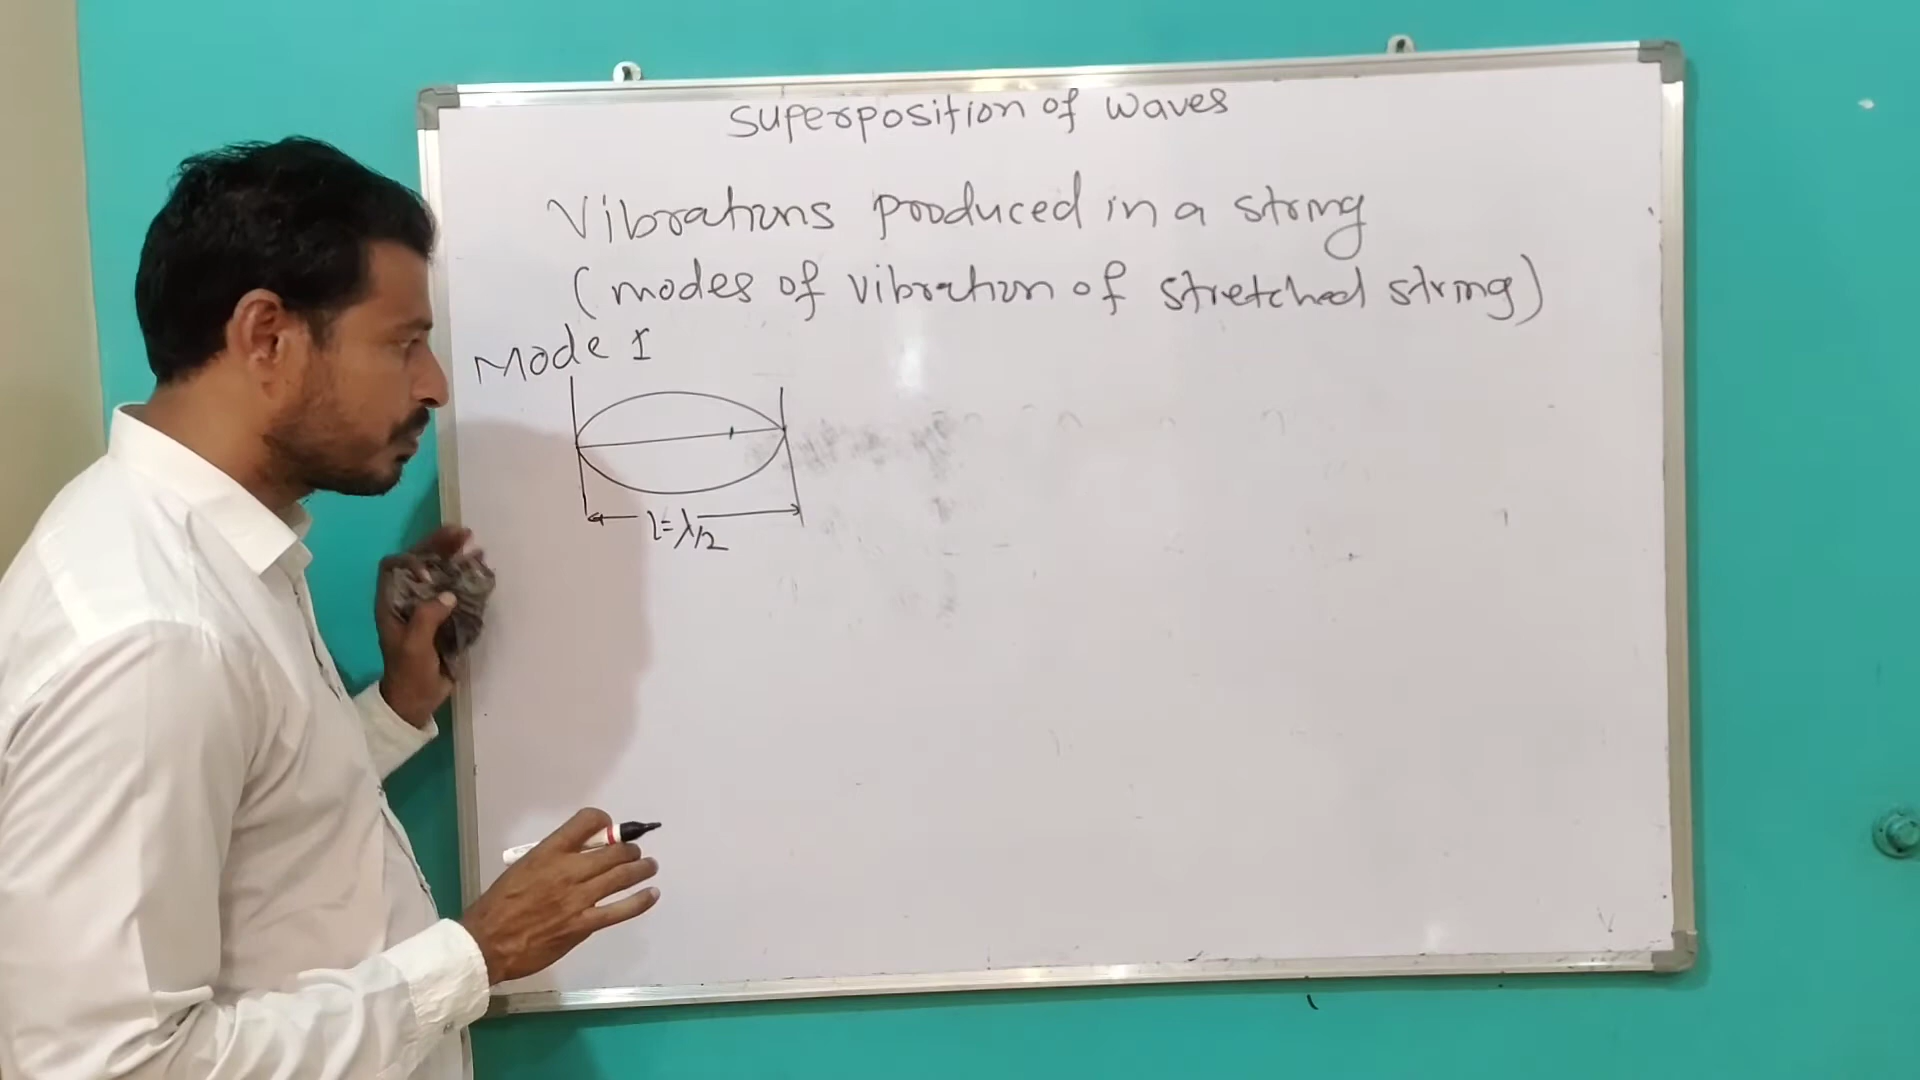 Superposition of waves
Vibrations produced in a string
(modes of vibration of stretched string)
Mode I
l=λ/2